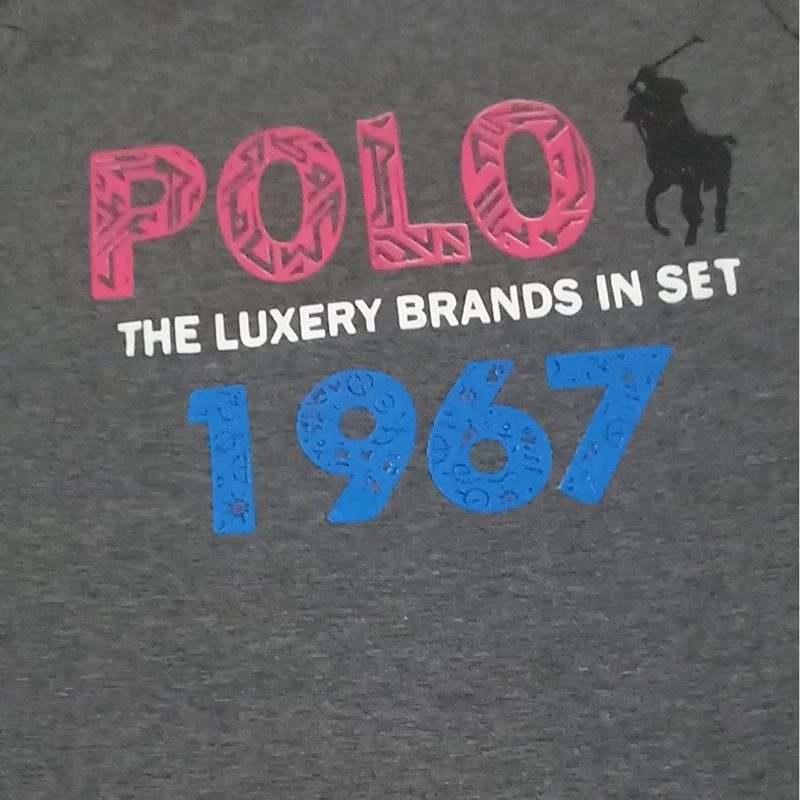 POLO
THE LUXERY BRANDS IN SET
1967